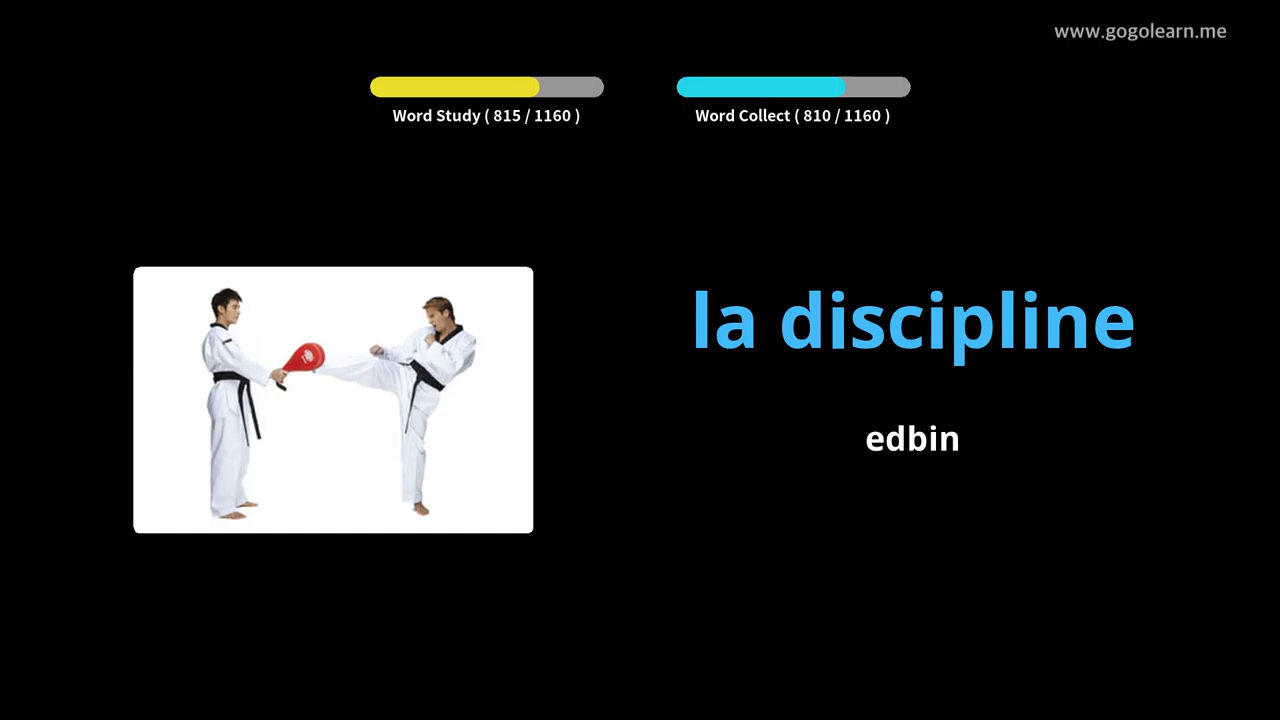 www.gogolearn.me
Word Study ( 815 / 1160 )
Word Collect ( 810 / 1160 )
la discipline
edbin